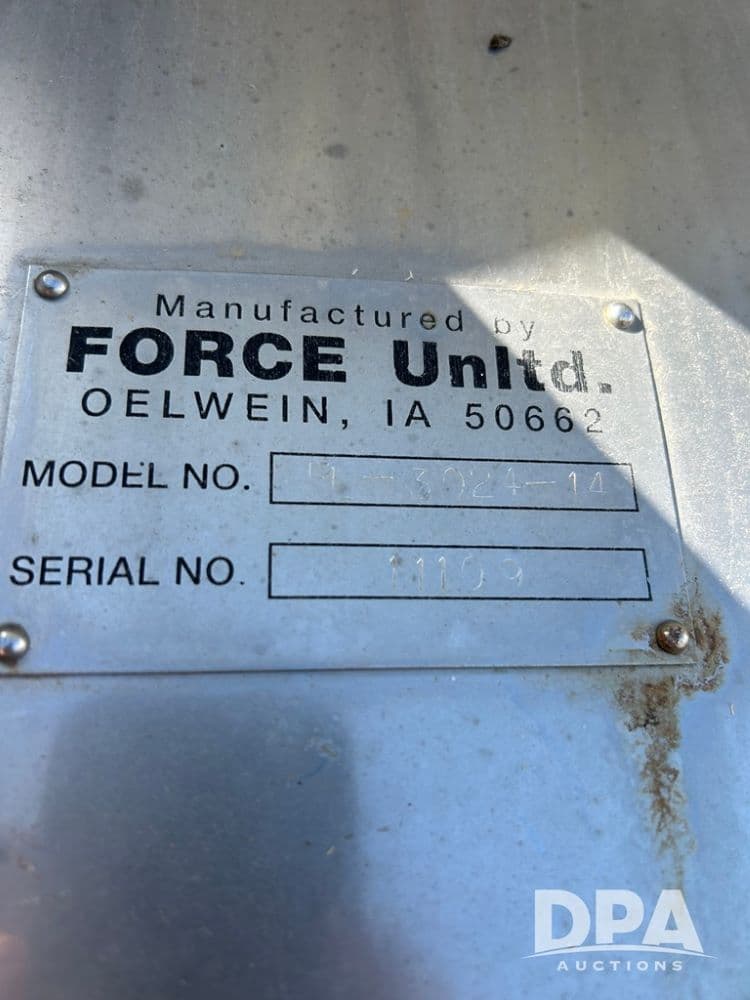 Manufactured by
FORCE Unltd.
OELWEIN, IA 50662
MODEL NO.
SERIAL NO. 11109
DPA
AUCTIONS